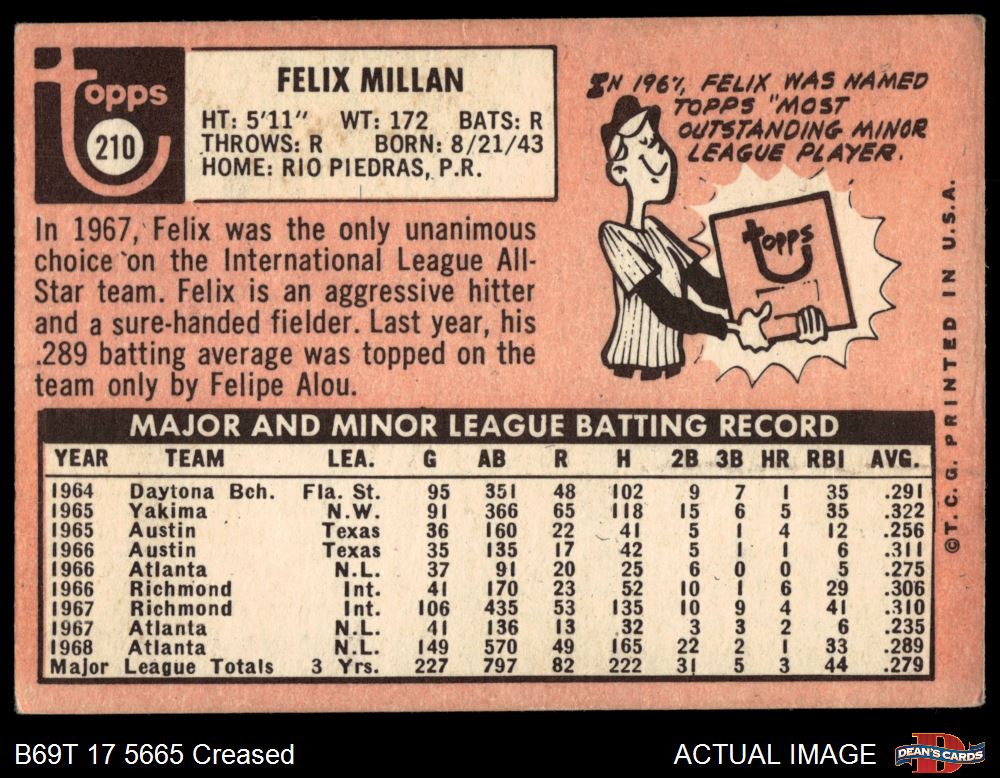 Topps
210
FELIX MILLAN
HT: 5'11" WT: 172 BATS: R
THROWS: R BORN: 8/21/43
HOME: RIO PIEDRAS, P.R.
IN 1967, FELIX WAS NAMED
TOPPS "MOST
OUTSTANDING MINOR
LEAGUE PLAYER.
Topps
In 1967, Felix was the only unanimous
choice on the International League All-
Star team. Felix is an aggressive hitter
and a sure-handed fielder. Last year, his
.289 batting average was topped on the
team only by Felipe Alou.
©T.C.G. PRINTED IN U.S.A.
MAJOR AND MINOR LEAGUE BATTING RECORD
YEAR TEAM LEA. G AB R H 2B 3B HR RBI AVG.
1964 Daytona Bch. Fla. St. 95 351 48 102 9 7 1 35 .291
1965 Yakima N.W. 91 366 65 118 15 6 5 35 .322
1965 Austin Texas 36 160 22 41 5 1 4 12 .256
1966 Austin Texas 35 135 17 42 5 1 1 6 .311
1966 Atlanta N.L. 37 91 20 25 6 0 0 5 .275
1966 Richmond Int. 41 170 23 52 10 1 6 29 .306
1967 Richmond Int. 106 435 53 135 10 9 4 41 .310
1967 Atlanta N.L. 41 136 13 32 3 3 2 6 .235
1968 Atlanta N.L. 149 570 49 165 22 2 1 33 .289
Major League Totals 3 Yrs. 227 797 82 222 31 5 3 44 .279
B69T 17 5665 Creased
ACTUAL IMAGE
DEAN'S CARDS